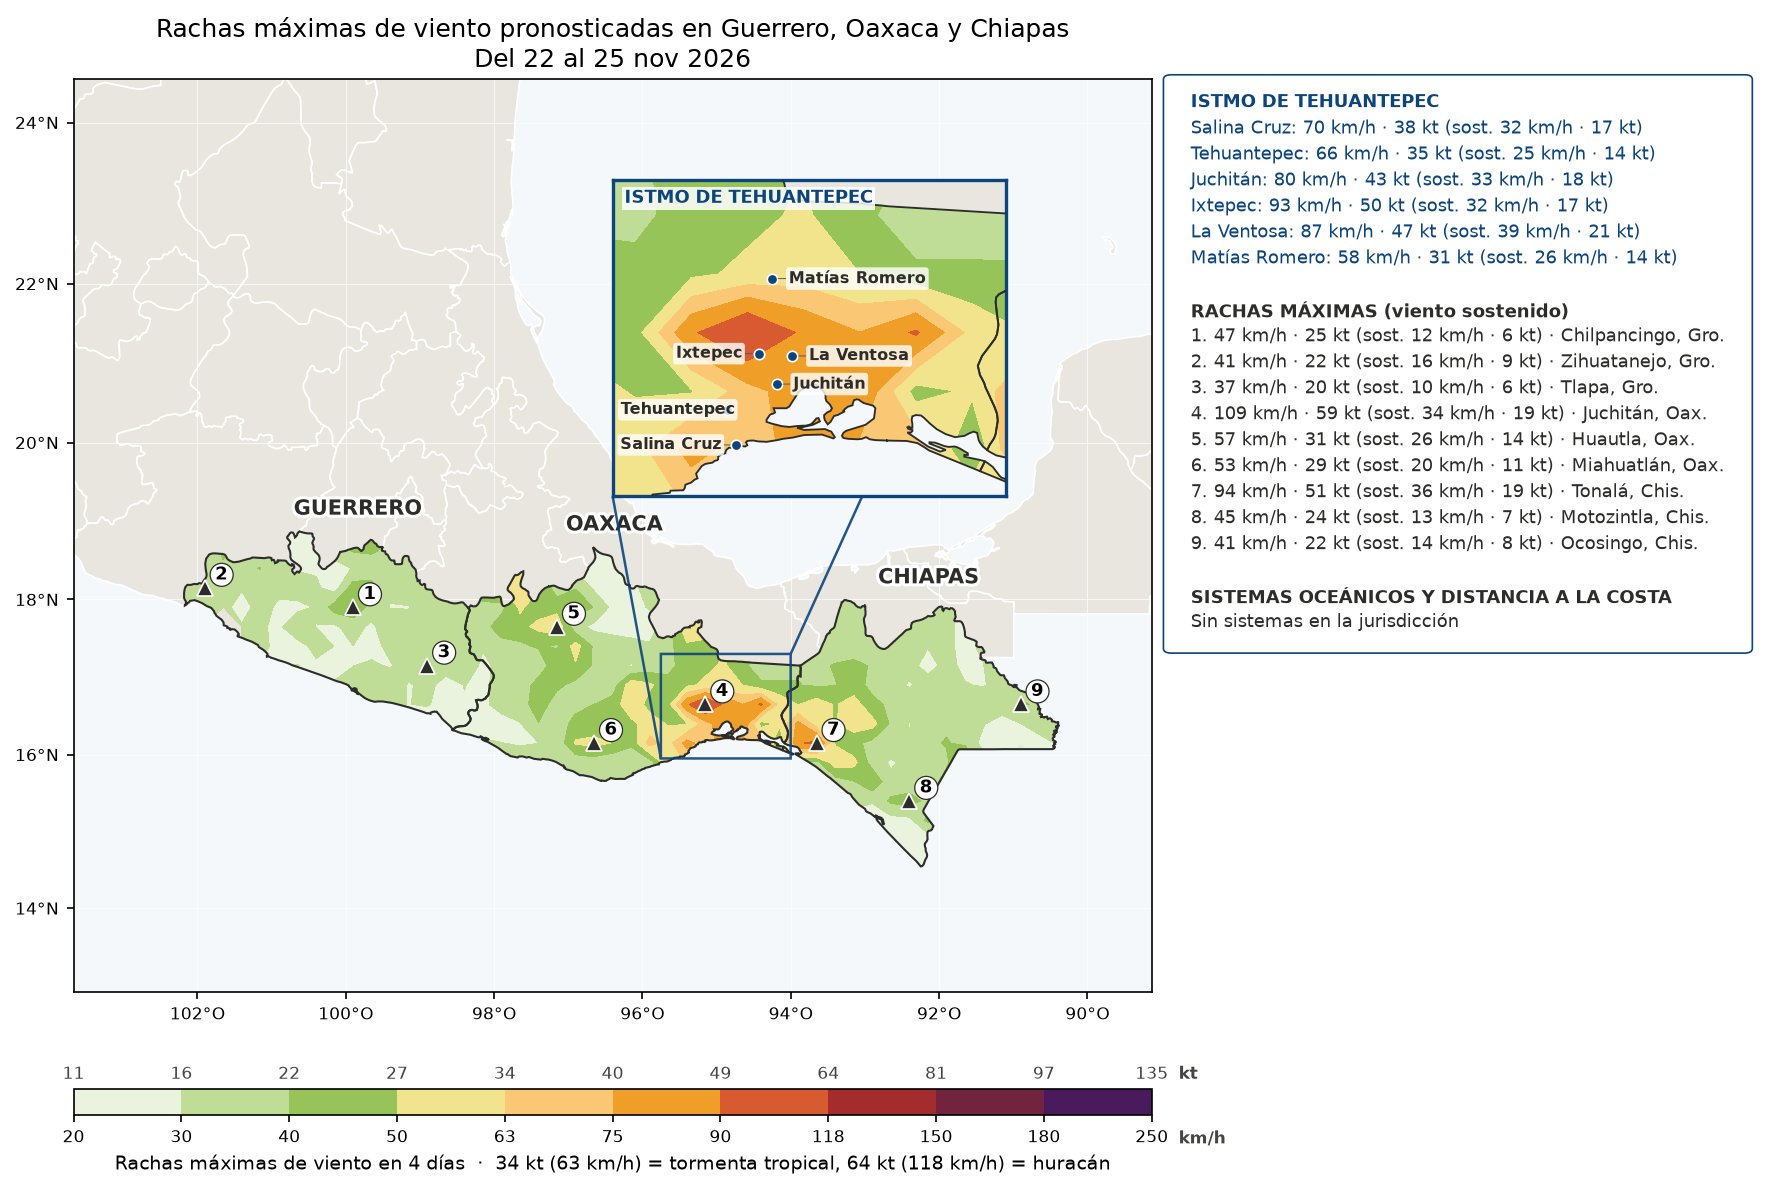 Rachas máximas de viento pronosticadas en Guerrero, Oaxaca y Chiapas
Del 22 al 25 nov 2026
24°N
22°N
20°N
18°N
16°N
14°N
102°O
100°O
98°O
96°O
94°O
92°O
90°O
ISTMO DE TEHUANTEPEC
Matías Romero
Ixtepec
La Ventosa
Juchitán
Tehuantepec
Salina Cruz
GUERRERO
OAXACA
CHIAPAS
1
2
3
4
5
6
7
8
9
ISTMO DE TEHUANTEPEC
Salina Cruz: 70 km/h · 38 kt (sost. 32 km/h · 17 kt)
Tehuantepec: 66 km/h · 35 kt (sost. 25 km/h · 14 kt)
Juchitán: 80 km/h · 43 kt (sost. 33 km/h · 18 kt)
Ixtepec: 93 km/h · 50 kt (sost. 32 km/h · 17 kt)
La Ventosa: 87 km/h · 47 kt (sost. 39 km/h · 21 kt)
Matías Romero: 58 km/h · 31 kt (sost. 26 km/h · 14 kt)
RACHAS MÁXIMAS (viento sostenido)
1. 47 km/h · 25 kt (sost. 12 km/h · 6 kt) · Chilpancingo, Gro.
2. 41 km/h · 22 kt (sost. 16 km/h · 9 kt) · Zihuatanejo, Gro.
3. 37 km/h · 20 kt (sost. 10 km/h · 6 kt) · Tlapa, Gro.
4. 109 km/h · 59 kt (sost. 34 km/h · 19 kt) · Juchitán, Oax.
5. 57 km/h · 31 kt (sost. 26 km/h · 14 kt) · Huautla, Oax.
6. 53 km/h · 29 kt (sost. 20 km/h · 11 kt) · Miahuatlán, Oax.
7. 94 km/h · 51 kt (sost. 36 km/h · 19 kt) · Tonalá, Chis.
8. 45 km/h · 24 kt (sost. 13 km/h · 7 kt) · Motozintla, Chis.
9. 41 km/h · 22 kt (sost. 14 km/h · 8 kt) · Ocosingo, Chis.
SISTEMAS OCEÁNICOS Y DISTANCIA A LA COSTA
Sin sistemas en la jurisdicción
11 16 22 27 34 40 49 64 81 97 135 kt
20 30 40 50 63 75 90 118 150 180 250 km/h
Rachas máximas de viento en 4 días · 34 kt (63 km/h) = tormenta tropical, 64 kt (118 km/h) = huracán